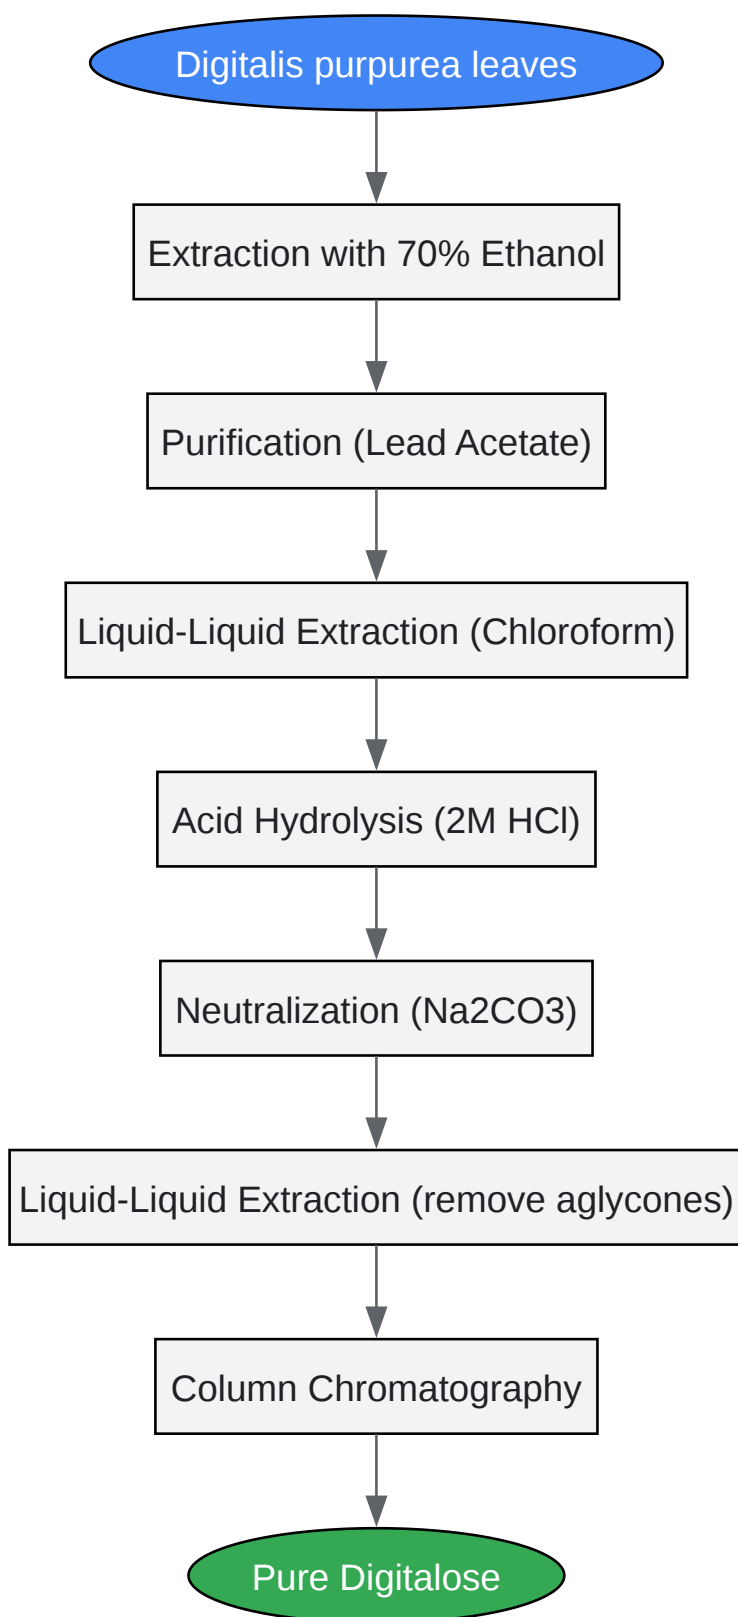 Digitalis purpurea leaves
Extraction with 70% Ethanol
Purification (Lead Acetate)
Liquid-Liquid Extraction (Chloroform)
Acid Hydrolysis (2M HCl)
Neutralization (Na2CO3)
Liquid-Liquid Extraction (remove aglycones)
Column Chromatography
Pure Digitalose